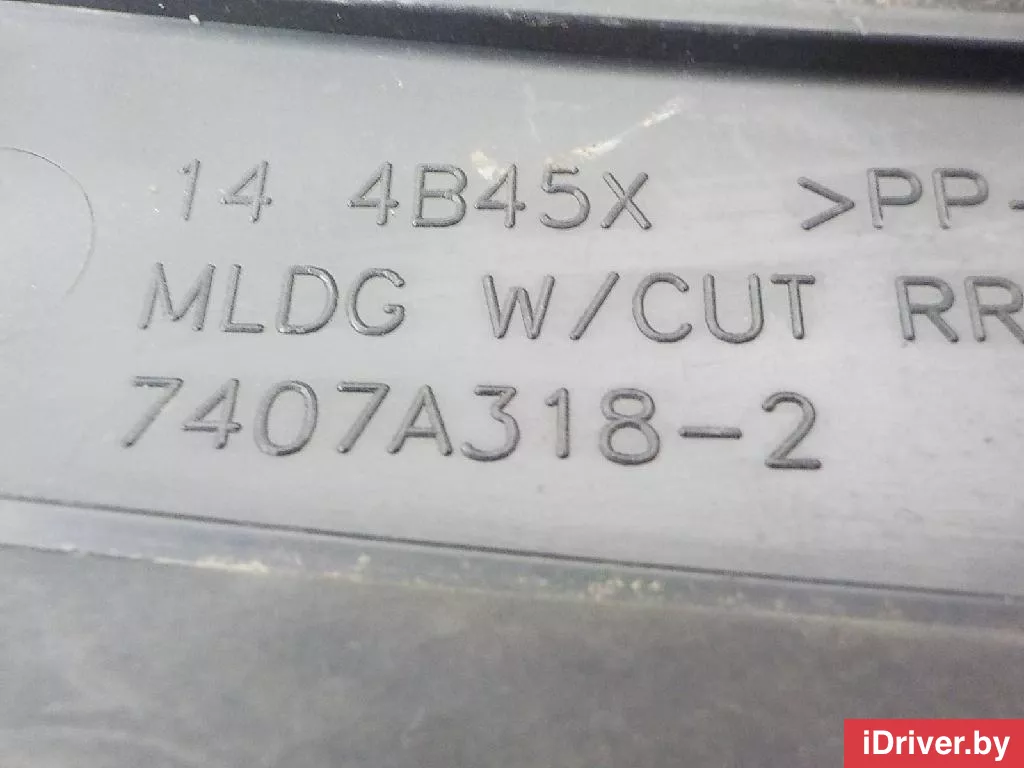 14 4B45X >PP-
MLDG W/CUT RR
7407A318-2
iDriver.by